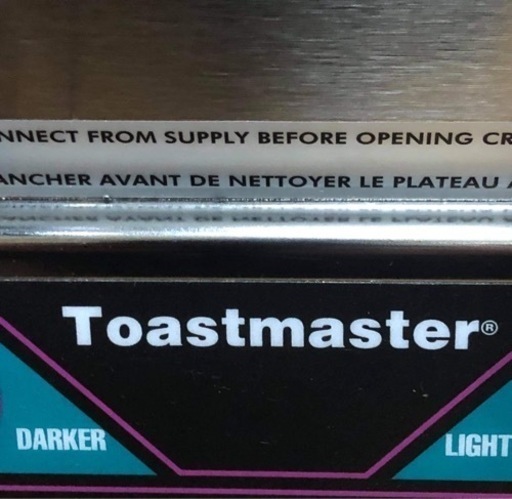 NNECT FROM SUPPLY BEFORE OPENING CR
ANCHER AVANT DE NETTOYER LE PLATEAU A
Toastmaster®
DARKER LIGHT